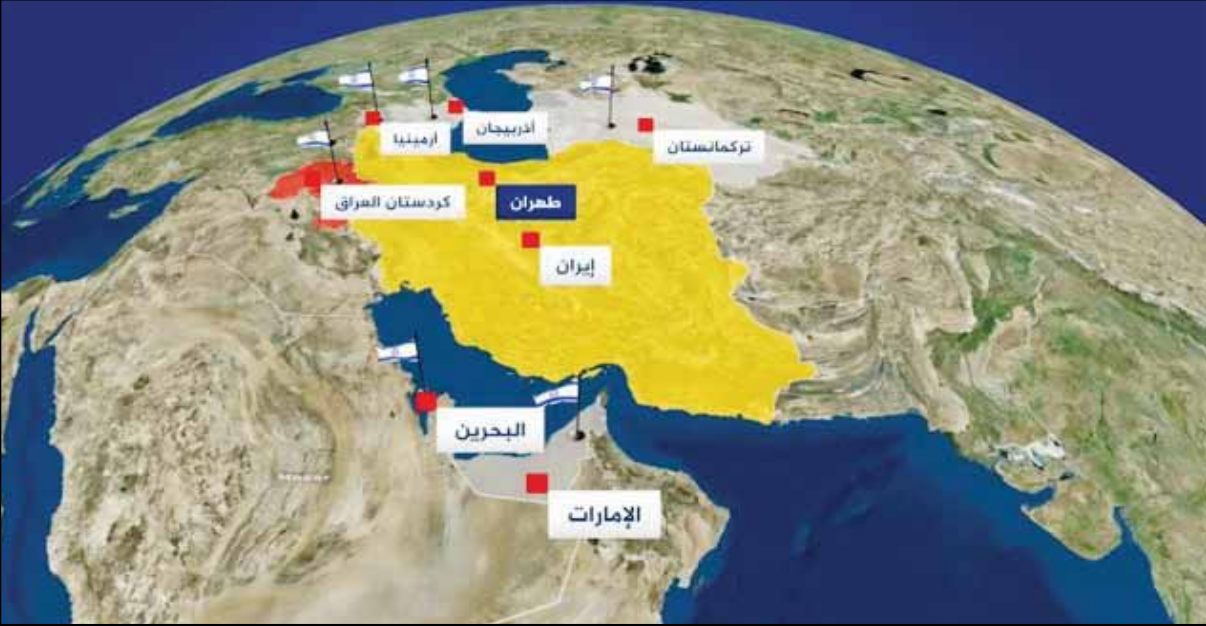 أرمينيا
أذربيجان
تركمانستان
كردستان العراق
طهران
إيران
البحرين
الإمارات